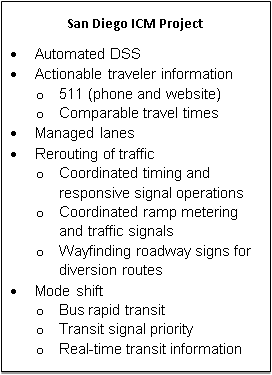 San Diego ICM Project
• Automated DSS
• Actionable traveler information
o 511 (phone and website)
o Comparable travel times
• Managed lanes
• Rerouting of traffic
o Coordinated timing and
responsive signal operations
o Coordinated ramp metering
and traffic signals
o Wayfinding roadway signs for
diversion routes
• Mode shift
o Bus rapid transit
o Transit signal priority
o Real-time transit information